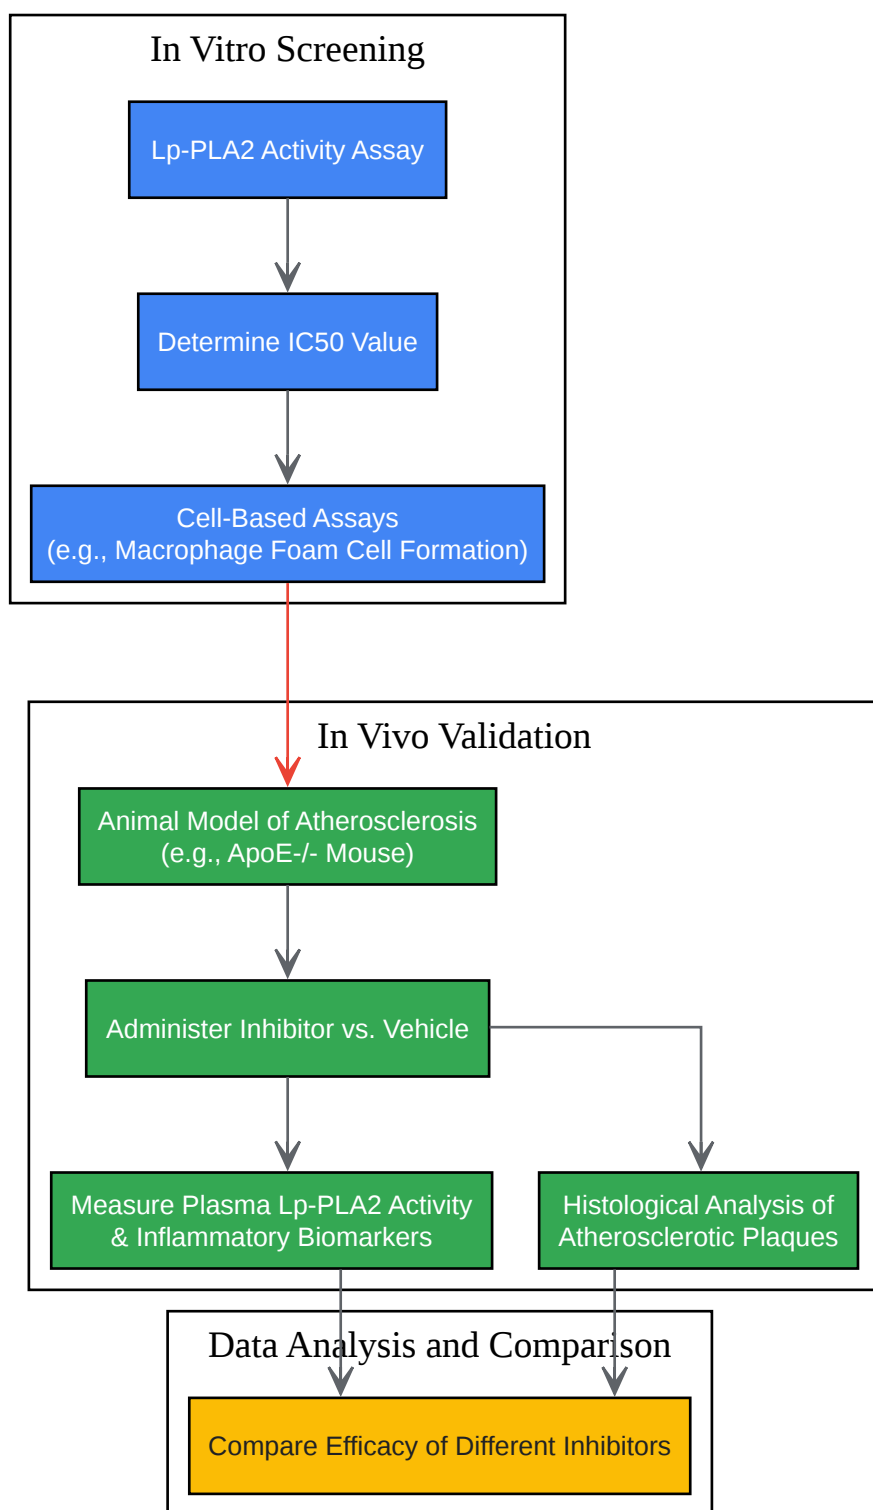 In Vitro Screening
Lp-PLA2 Activity Assay
Determine IC50 Value
Cell-Based Assays
(e.g., Macrophage Foam Cell Formation)
In Vivo Validation
Animal Model of Atherosclerosis
(e.g., ApoE-/- Mouse)
Administer Inhibitor vs. Vehicle
Measure Plasma Lp-PLA2 Activity
& Inflammatory Biomarkers
Histological Analysis of
Atherosclerotic Plaques
Data Analysis and Comparison
Compare Efficacy of Different Inhibitors